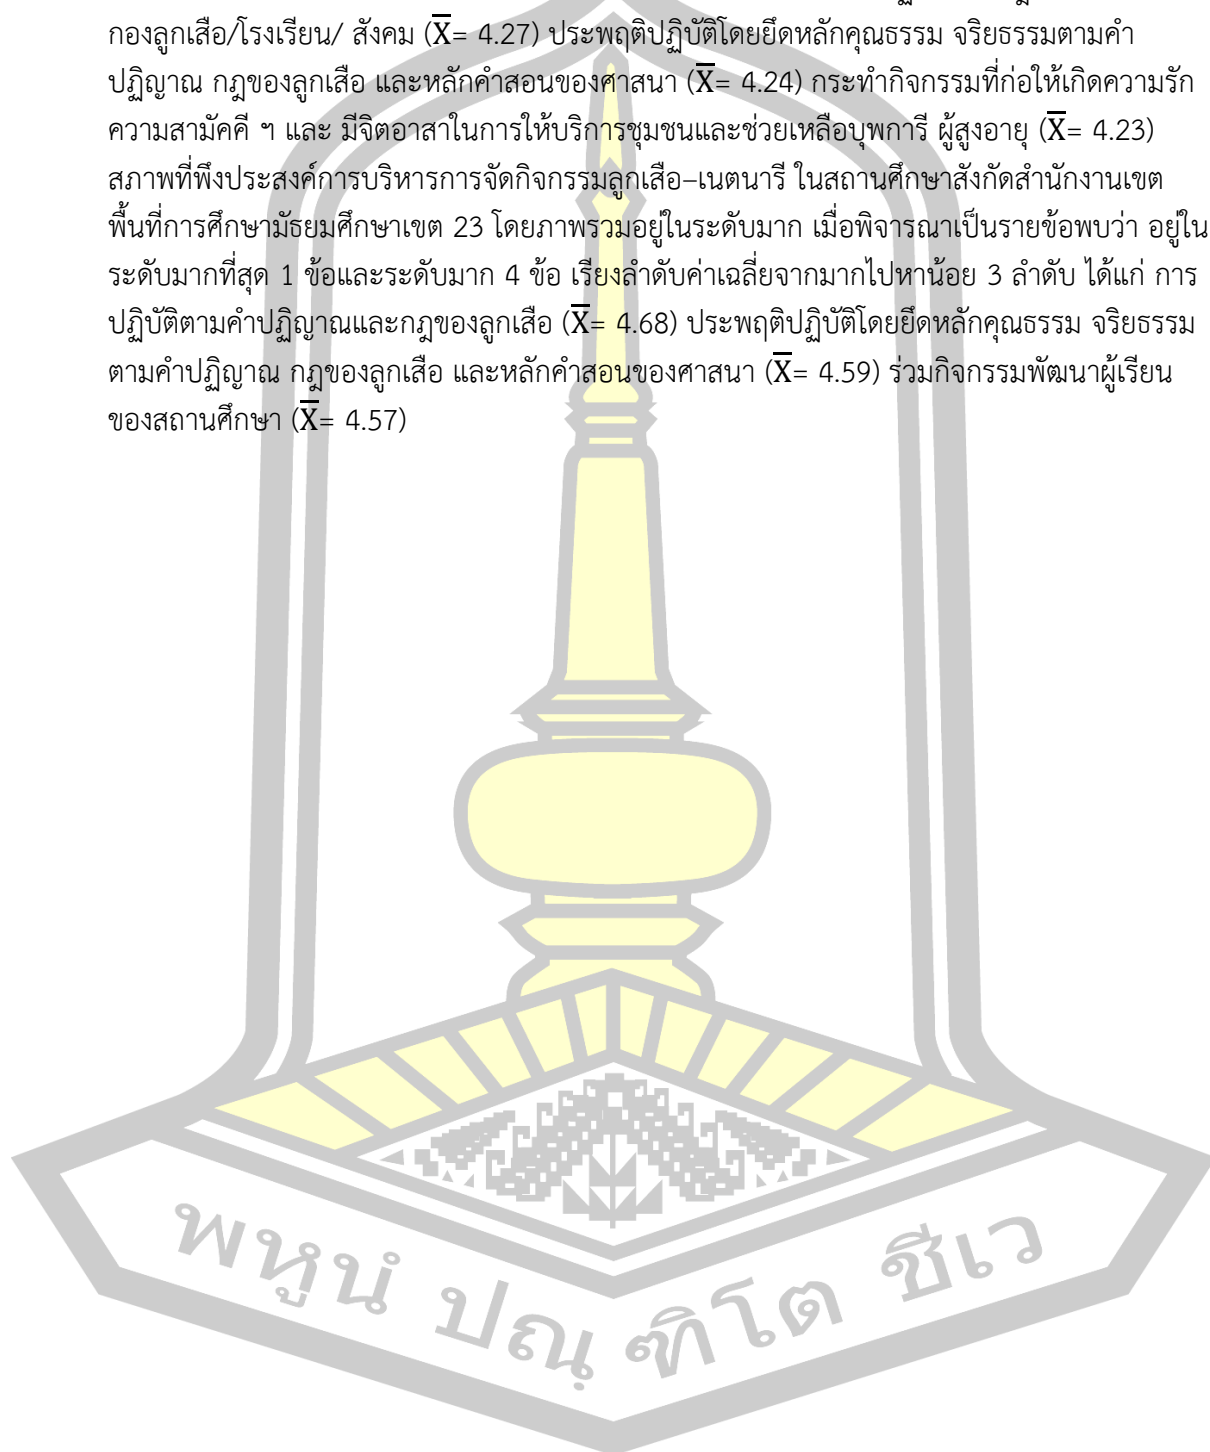 กองลูกเสือ/โรงเรียน/ สังคม (X̅= 4.27) ประพฤติปฏิบัติโดยยึดหลักคุณธรรม จริยธรรมตามคำ
ปฏิญาณ กฎของลูกเสือ และหลักคำสอนของศาสนา (X̅= 4.24) กระทำกิจกรรมที่ก่อให้เกิดความรัก
ความสามัคคี ฯ และ มีจิตอาสาในการให้บริการชุมชนและช่วยเหลือบุพการี ผู้สูงอายุ (X̅= 4.23)
สภาพที่พึงประสงค์การบริหารการจัดกิจกรรมลูกเสือ–เนตนารี ในสถานศึกษาสังกัดสำนักงานเขต
พื้นที่การศึกษามัธยมศึกษาเขต 23 โดยภาพรวมอยู่ในระดับมาก เมื่อพิจารณาเป็นรายข้อพบว่า อยู่ใน
ระดับมากที่สุด 1 ข้อและระดับมาก 4 ข้อ เรียงลำดับค่าเฉลี่ยจากมากไปหาน้อย 3 ลำดับ ได้แก่ การ
ปฏิบัติตามคำปฏิญาณและกฎของลูกเสือ (X̅= 4.68) ประพฤติปฏิบัติโดยยึดหลักคุณธรรม จริยธรรม
ตามคำปฏิญาณ กฎของลูกเสือ และหลักคำสอนของศาสนา (X̅= 4.59) ร่วมกิจกรรมพัฒนาผู้เรียน
ของสถานศึกษา (X̅= 4.57)
พหูนํ ปณฺฑิโต ชีเว